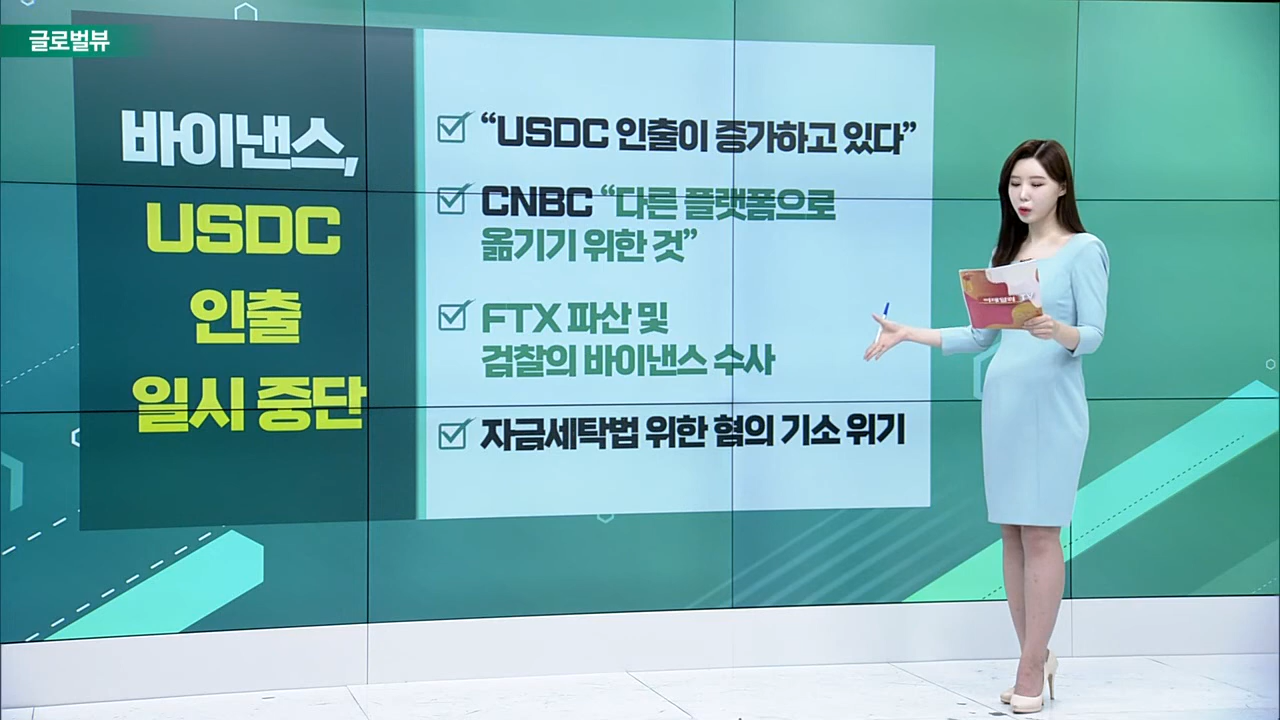 글로벌뷰
바이낸스,
USDC
인출
일시 중단
“USDC 인출이 증가하고 있다”
CNBC “다른 플랫폼으로
옮기기 위한 것”
FTX 파산 및
검찰의 바이낸스 수사
자금세탁법 위한 혐의 기소 위기